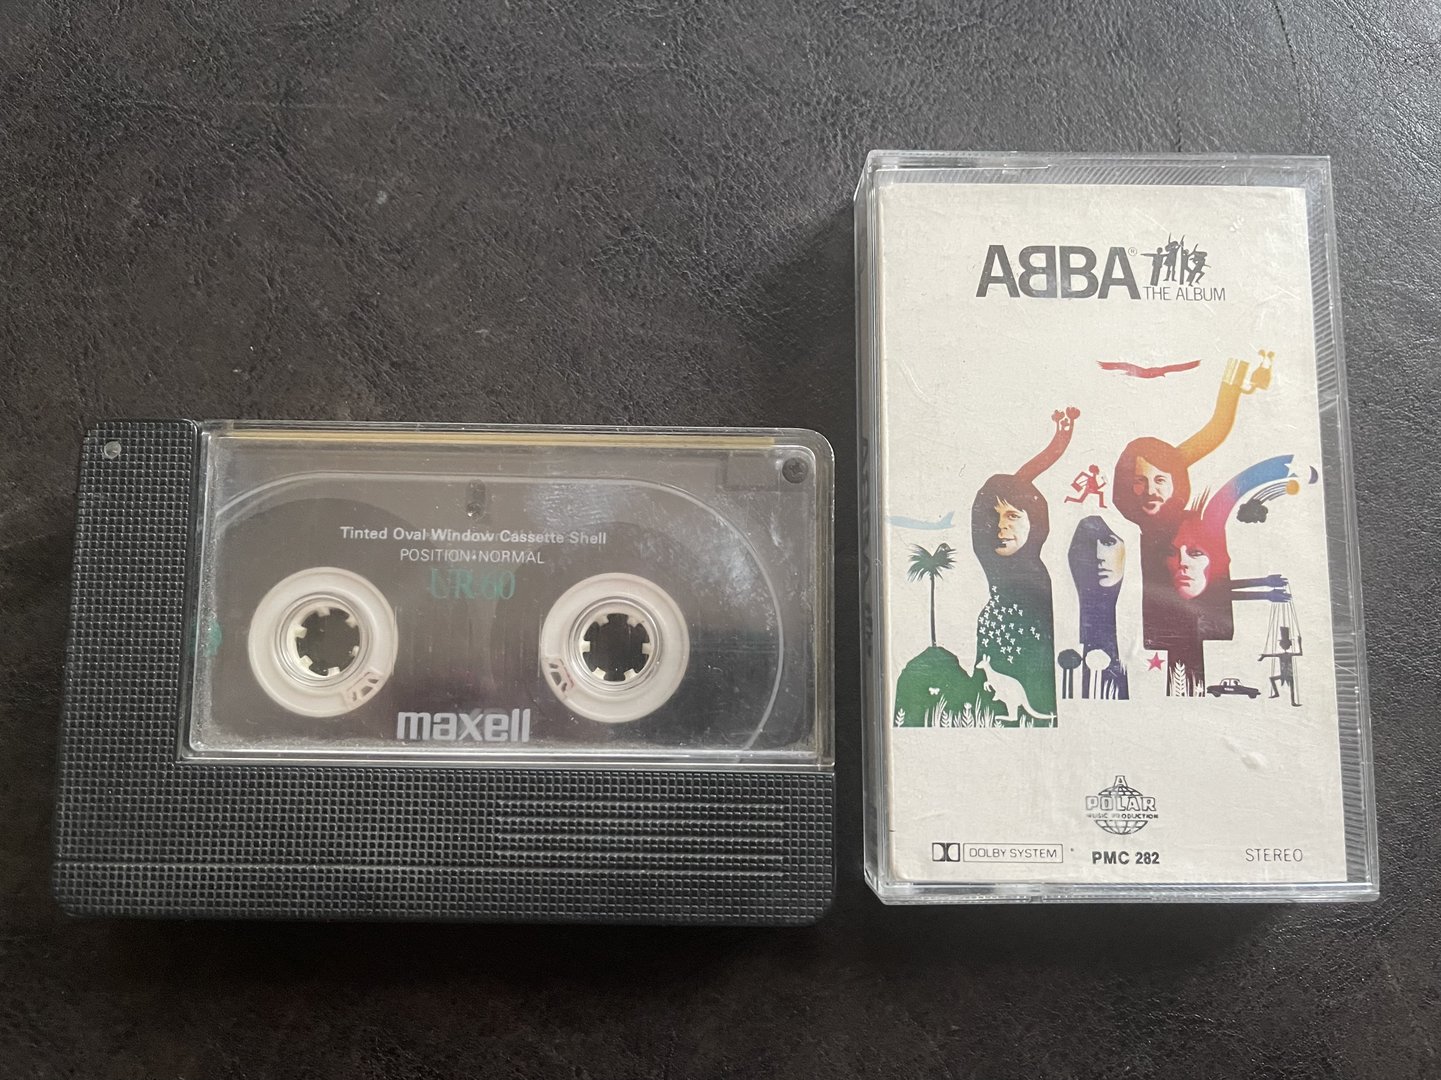 Tinted Oval Window Cassette Shell
POSITION•NORMAL
UR 60
maxell
ABBA®
THE ALBUM
POLAR
MUSIC PRODUCTION
DOLBY SYSTEM
PMC 282
STEREO